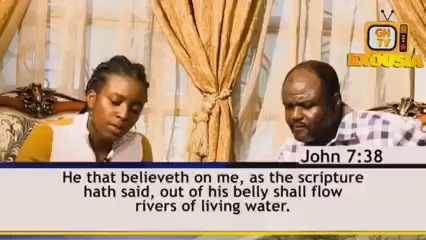 GH
TV
EXOUSIA
John 7:38
He that believeth on me, as the scripture
hath said, out of his belly shall flow
rivers of living water.